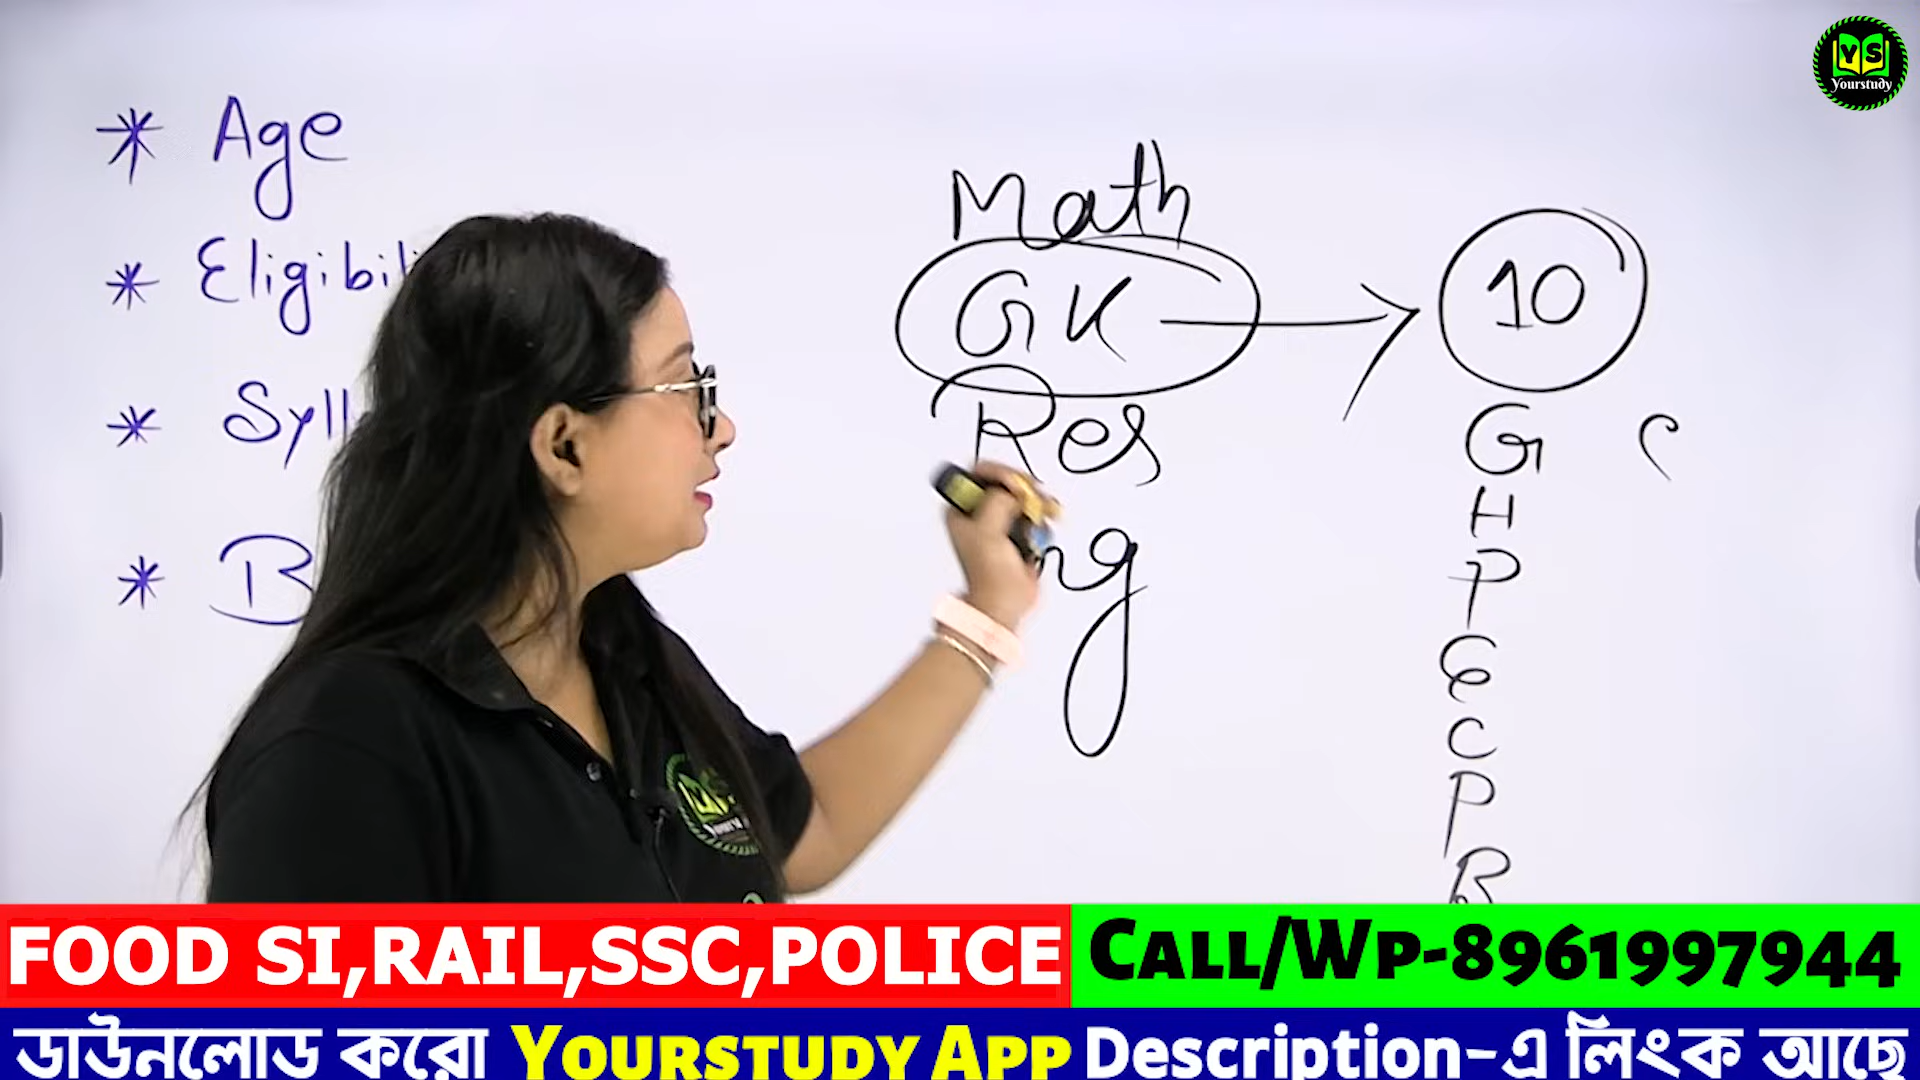 YS
Yourstudy
* Age
* Eligibili
* Syll
* B
Math
GK → 10
Res
ng
G
H
P
E
C
P
B
C
FOOD SI,RAIL,SSC,POLICE
CALL/WP-8961997944
ডাউনলোড করো YOURSTUDY APP Description-এ লিংক আছে